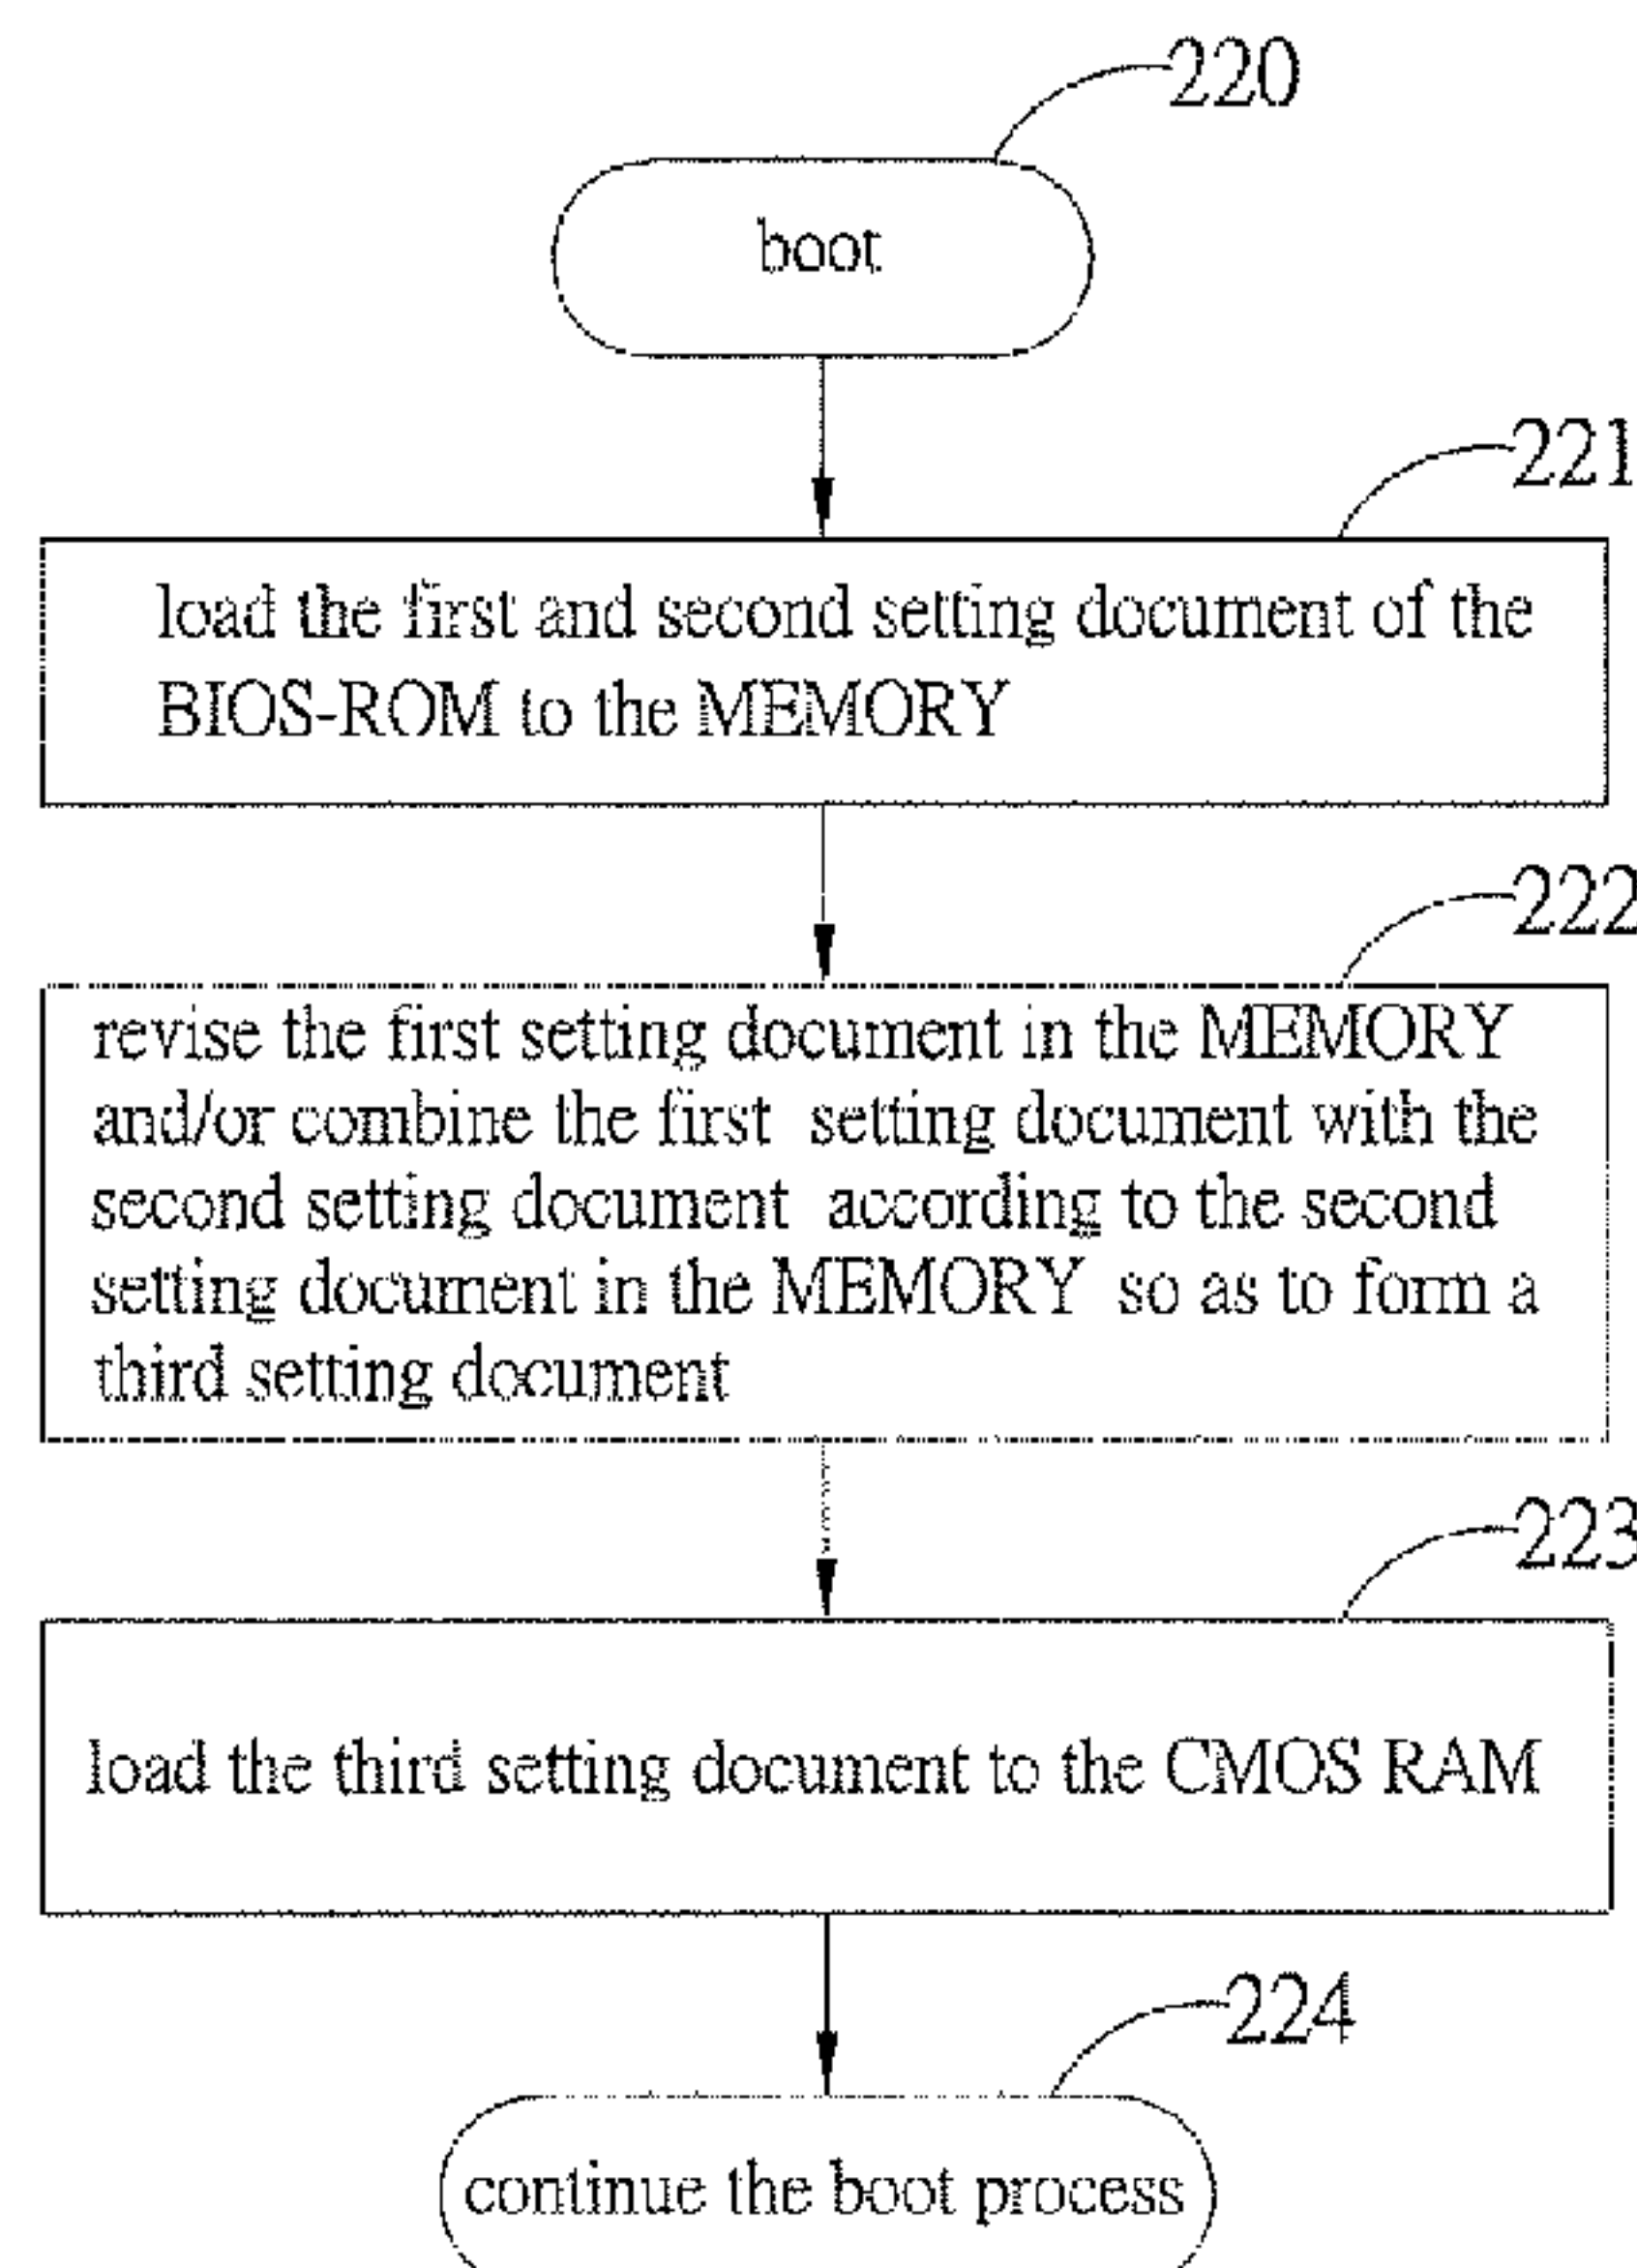 220
boot
221
load the first and second setting document of the
BIOS-ROM to the MEMORY
222
revise the first setting document in the MEMORY
and/or combine the first setting document with the
second setting document according to the second
setting document in the MEMORY so as to form a
third setting document
223
load the third setting document to the CMOS RAM
224
continue the boot process